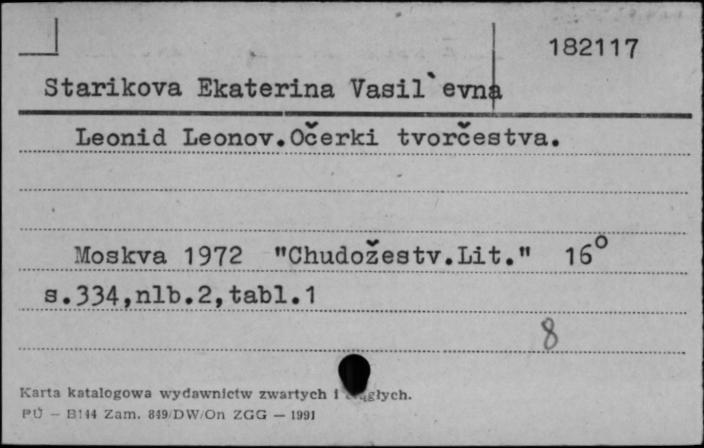 182117
Starikova Ekaterina Vasil`evna
Leonid Leonov.Očerki tvorčestva.
Moskva 1972 "Chudožestv.Lit." 16°
s.334,nlb.2,tabl.1
8
Karta katalogowa wydawnictw zwartych i
PÚ — B144 Zam. 849/DW/On ZGG — 1991